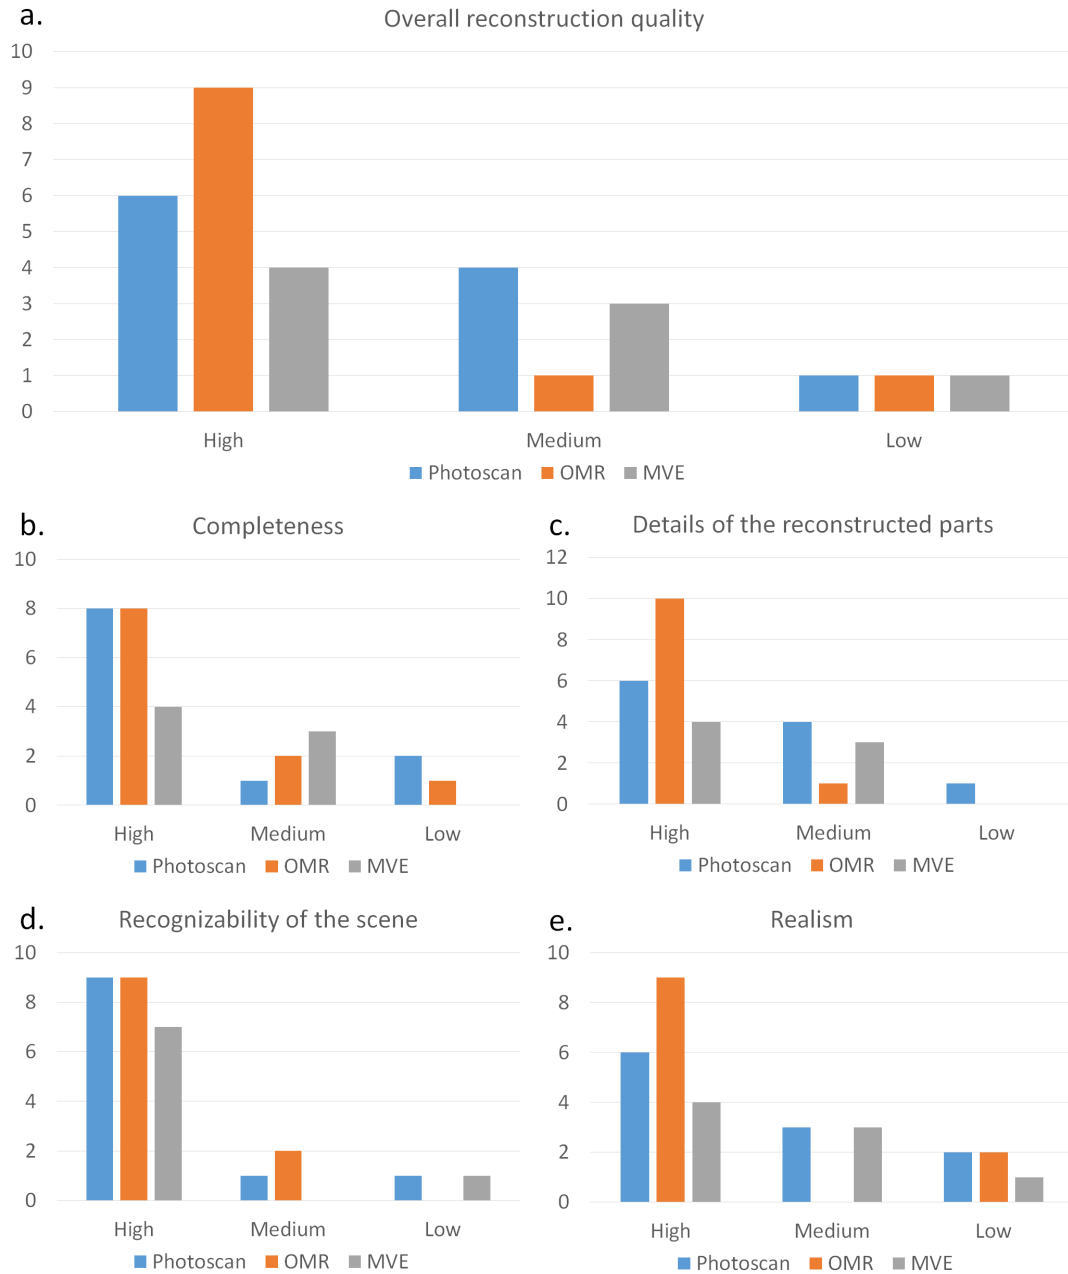 a.
Overall reconstruction quality
10
9
8
7
6
5
4
3
2
1
0
High Medium Low
Photoscan OMR MVE
b.
Completeness
10
8
6
4
2
0
High Medium Low
Photoscan OMR MVE
c.
Details of the reconstructed parts
12
10
8
6
4
2
0
High Medium Low
Photoscan OMR MVE
d.
Recognizability of the scene
10
8
6
4
2
0
High Medium Low
Photoscan OMR MVE
e.
Realism
10
8
6
4
2
0
High Medium Low
Photoscan OMR MVE